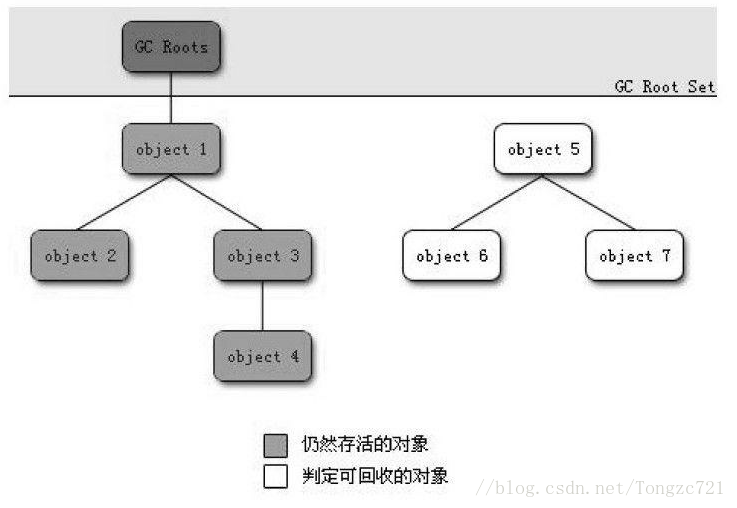 GC Roots
GC Root Set
object 1
object 5
object 2
object 3
object 6
object 7
object 4
仍然存活的对象
判定可回收的对象
//blog.csdn.net/Tongzc721